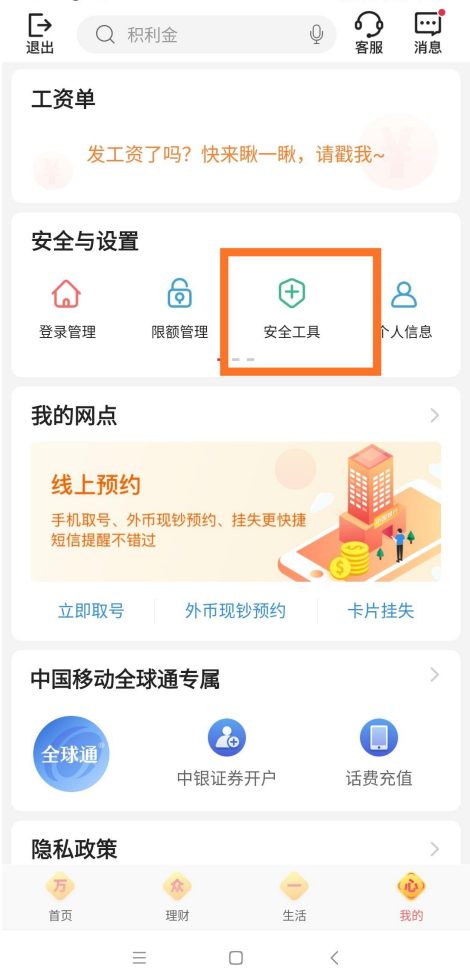 积利金
退出
客服
消息
工资单
发工资了吗？快来瞅一瞅，请戳我~
安全与设置
登录管理
限额管理
安全工具
个人信息
我的网点
线上预约
手机取号、外币现钞预约、挂失更快捷
短信提醒不错过
立即取号
外币现钞预约
卡片挂失
中国移动全球通专属
全球通
中银证券开户
话费充值
隐私政策
万
众
一
心
首页
理财
生活
我的